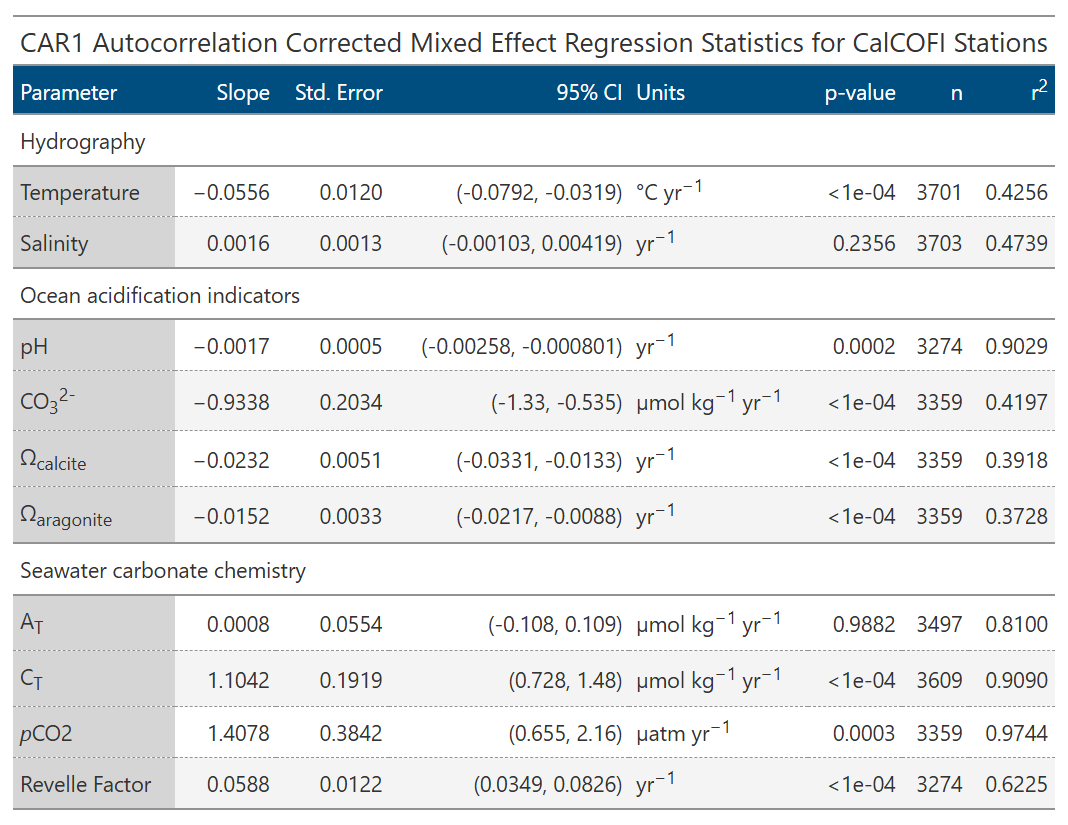 CAR1 Autocorrelation Corrected Mixed Effect Regression Statistics for CalCOFI Stations
Parameter Slope Std. Error 95% CI Units p-value n r²
Hydrography
Temperature −0.0556 0.0120 (-0.0792, -0.0319) °C yr⁻¹ <1e-04 3701 0.4256
Salinity 0.0016 0.0013 (-0.00103, 0.00419) yr⁻¹ 0.2356 3703 0.4739
Ocean acidification indicators
pH −0.0017 0.0005 (-0.00258, -0.000801) yr⁻¹ 0.0002 3274 0.9029
CO₃²⁻ −0.9338 0.2034 (-1.33, -0.535) μmol kg⁻¹ yr⁻¹ <1e-04 3359 0.4197
Ωcalcite −0.0232 0.0051 (-0.0331, -0.0133) yr⁻¹ <1e-04 3359 0.3918
Ωaragonite −0.0152 0.0033 (-0.0217, -0.0088) yr⁻¹ <1e-04 3359 0.3728
Seawater carbonate chemistry
AT 0.0008 0.0554 (-0.108, 0.109) μmol kg⁻¹ yr⁻¹ 0.9882 3497 0.8100
CT 1.1042 0.1919 (0.728, 1.48) μmol kg⁻¹ yr⁻¹ <1e-04 3609 0.9090
pCO2 1.4078 0.3842 (0.655, 2.16) μatm yr⁻¹ 0.0003 3359 0.9744
Revelle Factor 0.0588 0.0122 (0.0349, 0.0826) yr⁻¹ <1e-04 3274 0.6225